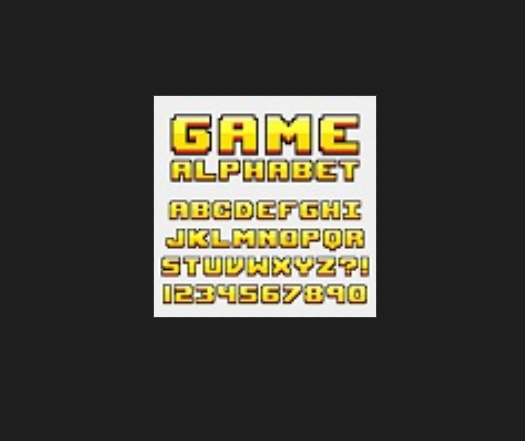 GAME
ALPHABET
ABCDEFGHI
JKLMNOPQR
STUVWXYZ?!
1234567890